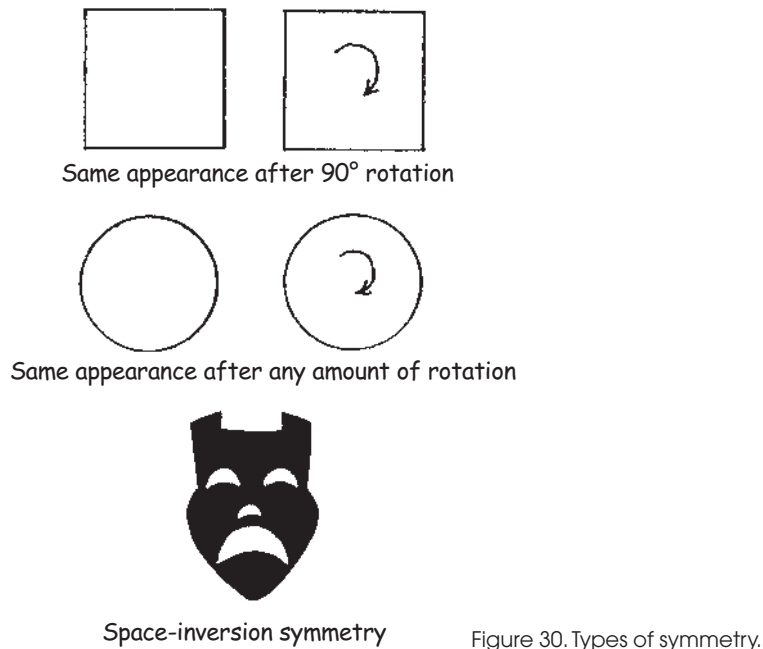 Same appearance after 90° rotation
Same appearance after any amount of rotation
Space-inversion symmetry
Figure 30. Types of symmetry.